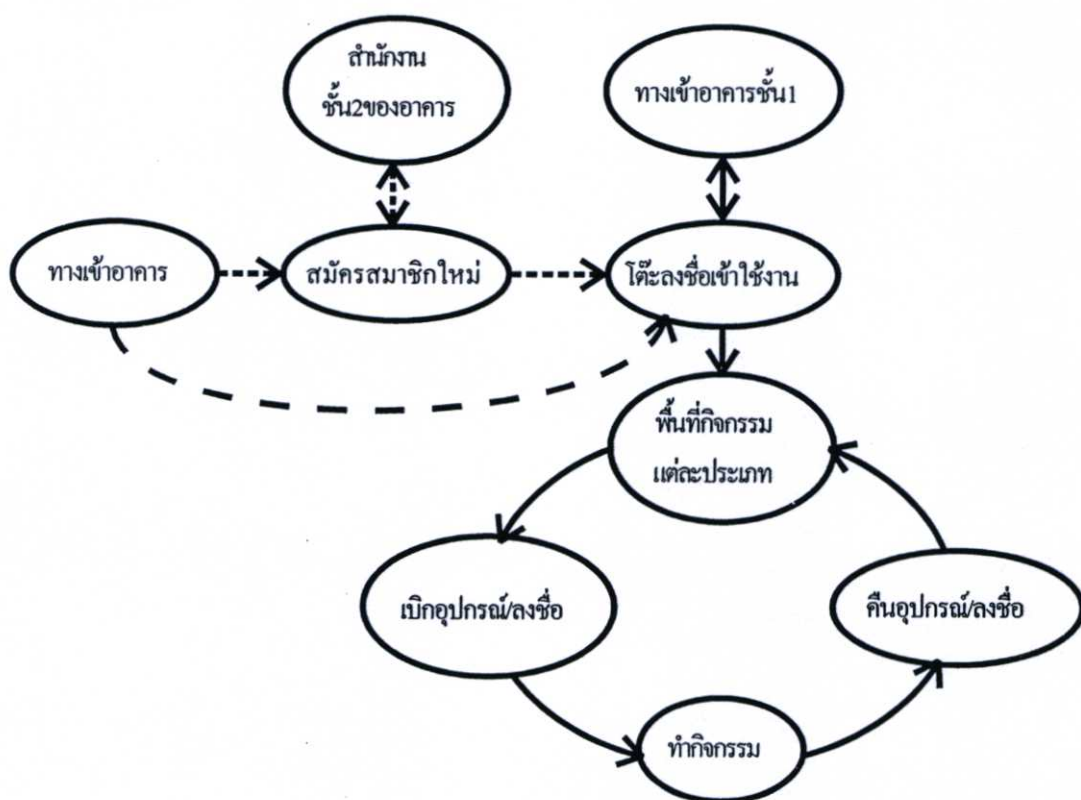 สำนักงาน
ชั้น2ของอาคาร
ทางเข้าอาคารชั้น1
ทางเข้าอาคาร
สมัครสมาชิกใหม่
โต๊ะลงชื่อเข้าใช้งาน
พื้นที่กิจกรรม
แต่ละประเภท
เบิกอุปกรณ์/ลงชื่อ
คืนอุปกรณ์/ลงชื่อ
ทำกิจกรรม